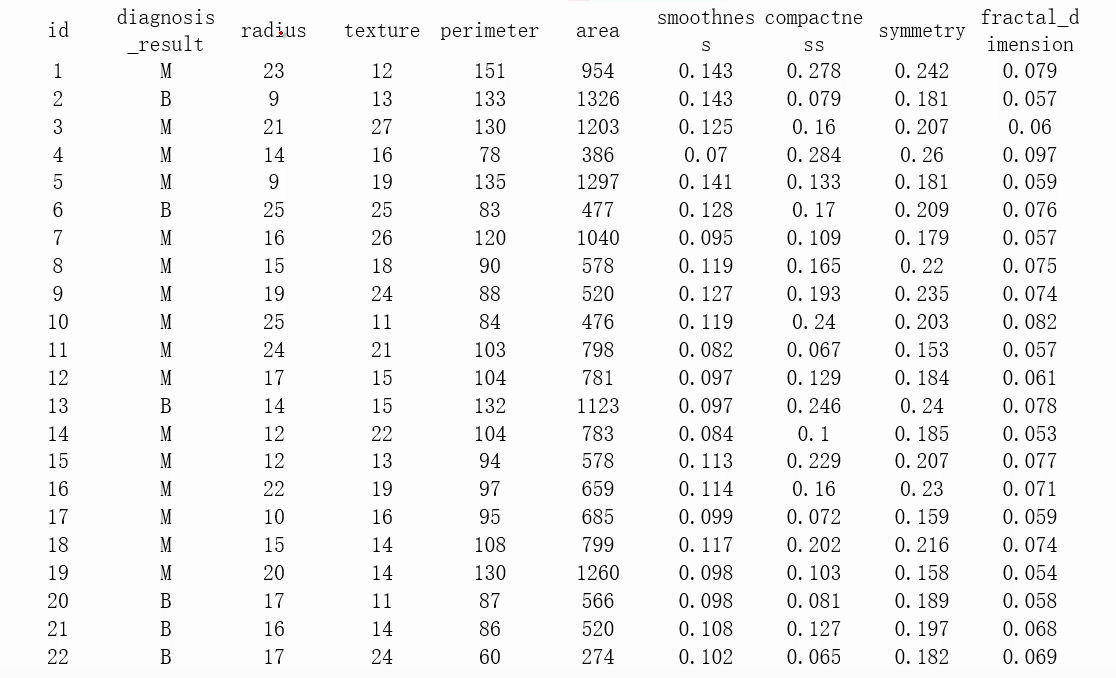 id diagnosis_result radius texture perimeter area smoothness compactness symmetry fractal_dimension
1 M 23 12 151 954 0.143 0.278 0.242 0.079
2 B 9 13 133 1326 0.143 0.079 0.181 0.057
3 M 21 27 130 1203 0.125 0.16 0.207 0.06
4 M 14 16 78 386 0.07 0.284 0.26 0.097
5 M 9 19 135 1297 0.141 0.133 0.181 0.059
6 B 25 25 83 477 0.128 0.17 0.209 0.076
7 M 16 26 120 1040 0.095 0.109 0.179 0.057
8 M 15 18 90 578 0.119 0.165 0.22 0.075
9 M 19 24 88 520 0.127 0.193 0.235 0.074
10 M 25 11 84 476 0.119 0.24 0.203 0.082
11 M 24 21 103 798 0.082 0.067 0.153 0.057
12 M 17 15 104 781 0.097 0.129 0.184 0.061
13 B 14 15 132 1123 0.097 0.246 0.24 0.078
14 M 12 22 104 783 0.084 0.1 0.185 0.053
15 M 12 13 94 578 0.113 0.229 0.207 0.077
16 M 22 19 97 659 0.114 0.16 0.23 0.071
17 M 10 16 95 685 0.099 0.072 0.159 0.059
18 M 15 14 108 799 0.117 0.202 0.216 0.074
19 M 20 14 130 1260 0.098 0.103 0.158 0.054
20 B 17 11 87 566 0.098 0.081 0.189 0.058
21 B 16 14 86 520 0.108 0.127 0.197 0.068
22 B 17 24 60 274 0.102 0.065 0.182 0.069